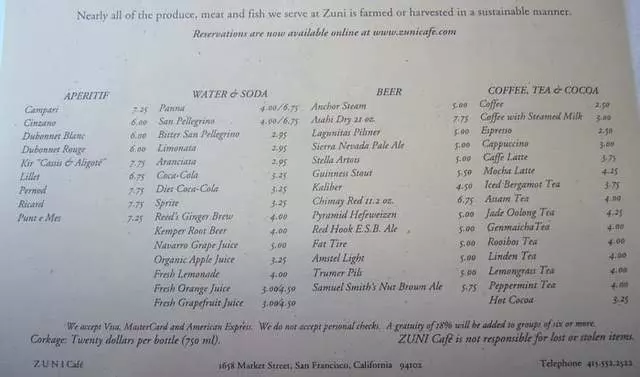 Nearly all of the produce, meat and fish we serve at Zuni is farmed or harvested in a sustainable manner.
Reservations are now available online at www.zunicafe.com
APERITIF
Campari 7.25
Cinzano 6.00
Dubonnet Blanc 6.00
Dubonnet Rouge 6.00
Kir "Cassis & Aligoté" 7.75
Lillet 6.75
Pernod 7.75
Ricard 7.75
Punt e Mes 7.25
WATER & SODA
Panna 4.00/6.75
San Pellegrino 4.00/6.75
Bitter San Pellegrino 2.95
Limonata 2.95
Aranciata 2.95
Coca-Cola 3.25
Diet Coca-Cola 3.25
Sprite 3.25
Reed's Ginger Brew 4.00
Kemper Root Beer 4.00
Navarro Grape Juice 5.00
Organic Apple Juice 3.25
Fresh Lemonade 4.00
Fresh Orange Juice 3.00/4.50
Fresh Grapefruit Juice 3.00/4.50
BEER
Anchor Steam 5.00
Asahi Dry 21 oz. 7.75
Lagunitas Pilsner 5.00
Sierra Nevada Pale Ale 5.00
Stella Artois 5.00
Guinness Stout 5.50
Kaliber 4.50
Chimay Red 11.2 oz. 6.75
Pyramid Hefeweizen 5.00
Red Hook E.S.B. Ale 5.00
Fat Tire 5.00
Amstel Light 5.00
Trumer Pils 5.00
Samuel Smith's Nut Brown Ale 5.75
COFFEE, TEA & COCOA
Coffee 2.50
Coffee with Steamed Milk 3.00
Espresso 2.50
Cappuccino 3.00
Caffe Latte 3.75
Mocha Latte 4.25
Iced Bergamot Tea 3.75
Assam Tea 4.00
Jade Oolong Tea 4.25
Genmaicha Tea 4.00
Rooibos Tea 4.00
Linden Tea 4.00
Lemongrass Tea 4.00
Peppermint Tea 4.00
Hot Cocoa 3.25
We accept Visa, MasterCard and American Express. We do not accept personal checks. A gratuity of 18% will be added to groups of six or more.
Corkage: Twenty dollars per bottle (750 ml). ZUNI Café is not responsible for lost or stolen items.
ZUNI Café 1658 Market Street, San Francisco, California 94102 Telephone 415.552.2522